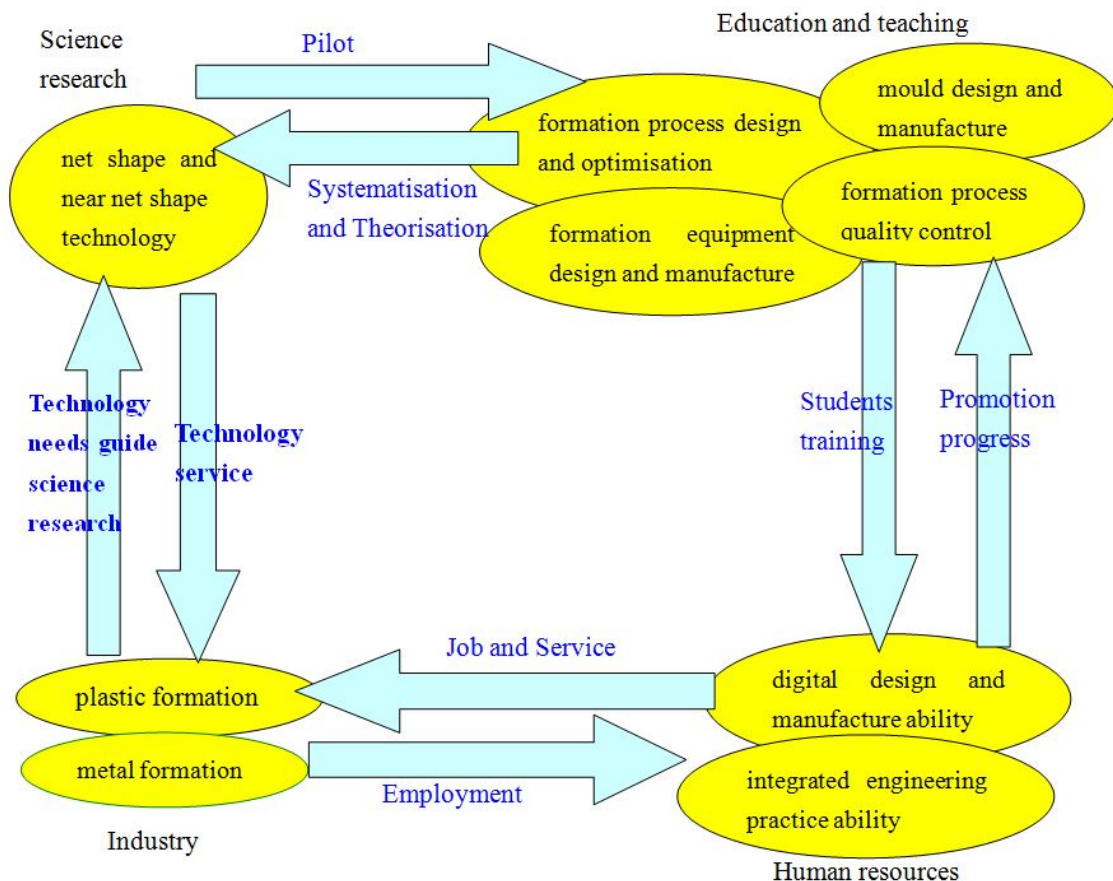 Science
research
Pilot
Education and teaching
mould design and
manufacture
formation process design
and optimisation
net shape and
near net shape
technology
Systematisation
and Theorisation
formation process
quality control
formation equipment
design and manufacture
Technology
needs guide
science
research
Technology
service
Students
training
Promotion
progress
Job and Service
plastic formation
metal formation
Employment
digital design and
manufacture ability
integrated engineering
practice ability
Industry
Human resources